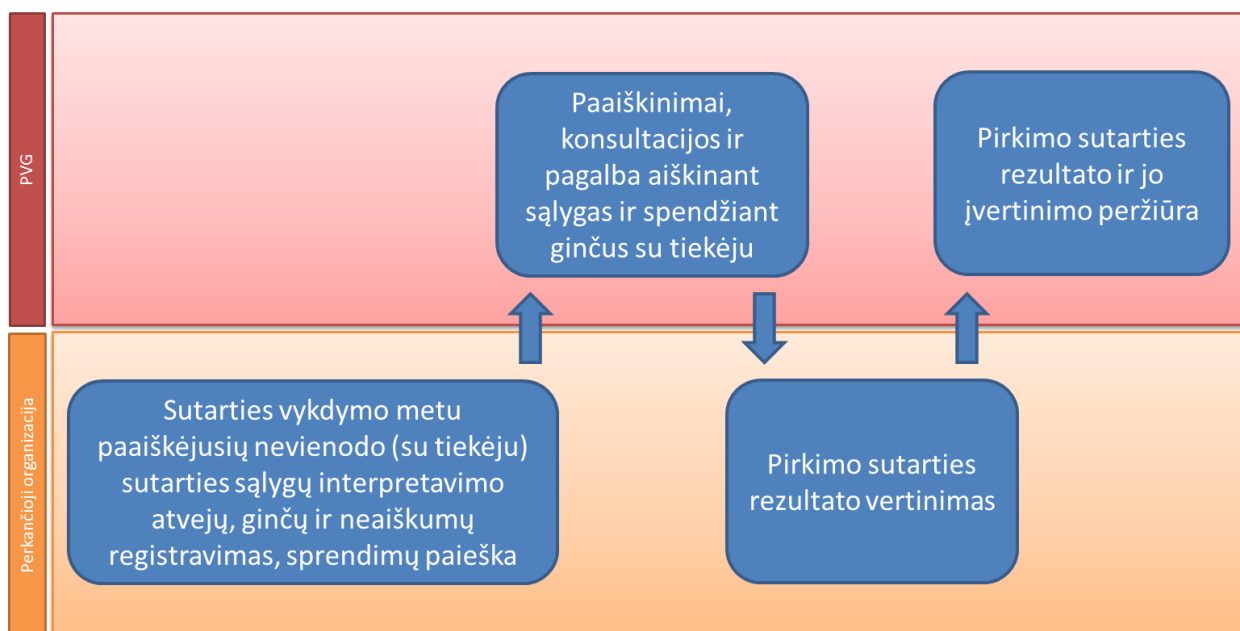 PVG
Paaiškinimai,
konsultacijos ir
pagalba aiškinant
sąlygas ir spendžiant
ginčus su tiekėju
Pirkimo sutarties
rezultato ir jo
įvertinimo peržiūra
Perkančioji organizacija
Sutarties vykdymo metu
paaiškėjusių nevienodo (su tiekėju)
sutarties sąlygų interpretavimo
atvejų, ginčų ir neaiškumų
registravimas, sprendimų paieška
Pirkimo sutarties
rezultato vertinimas